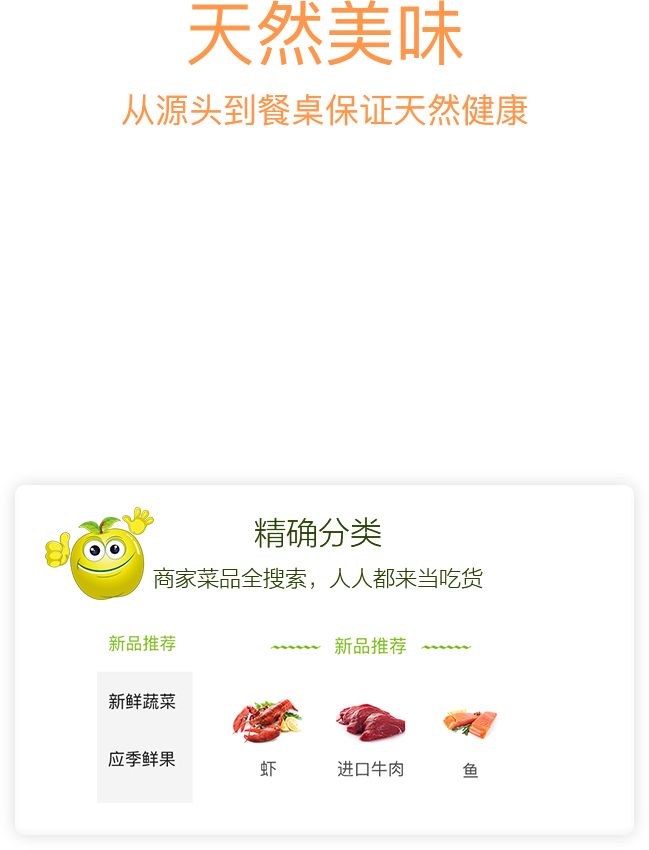 天然美味
从源头到餐桌保证天然健康
精确分类
商家菜品全搜索，人人都来当吃货
新品推荐
新品推荐
新鲜蔬菜
应季鲜果
虾
进口牛肉
鱼